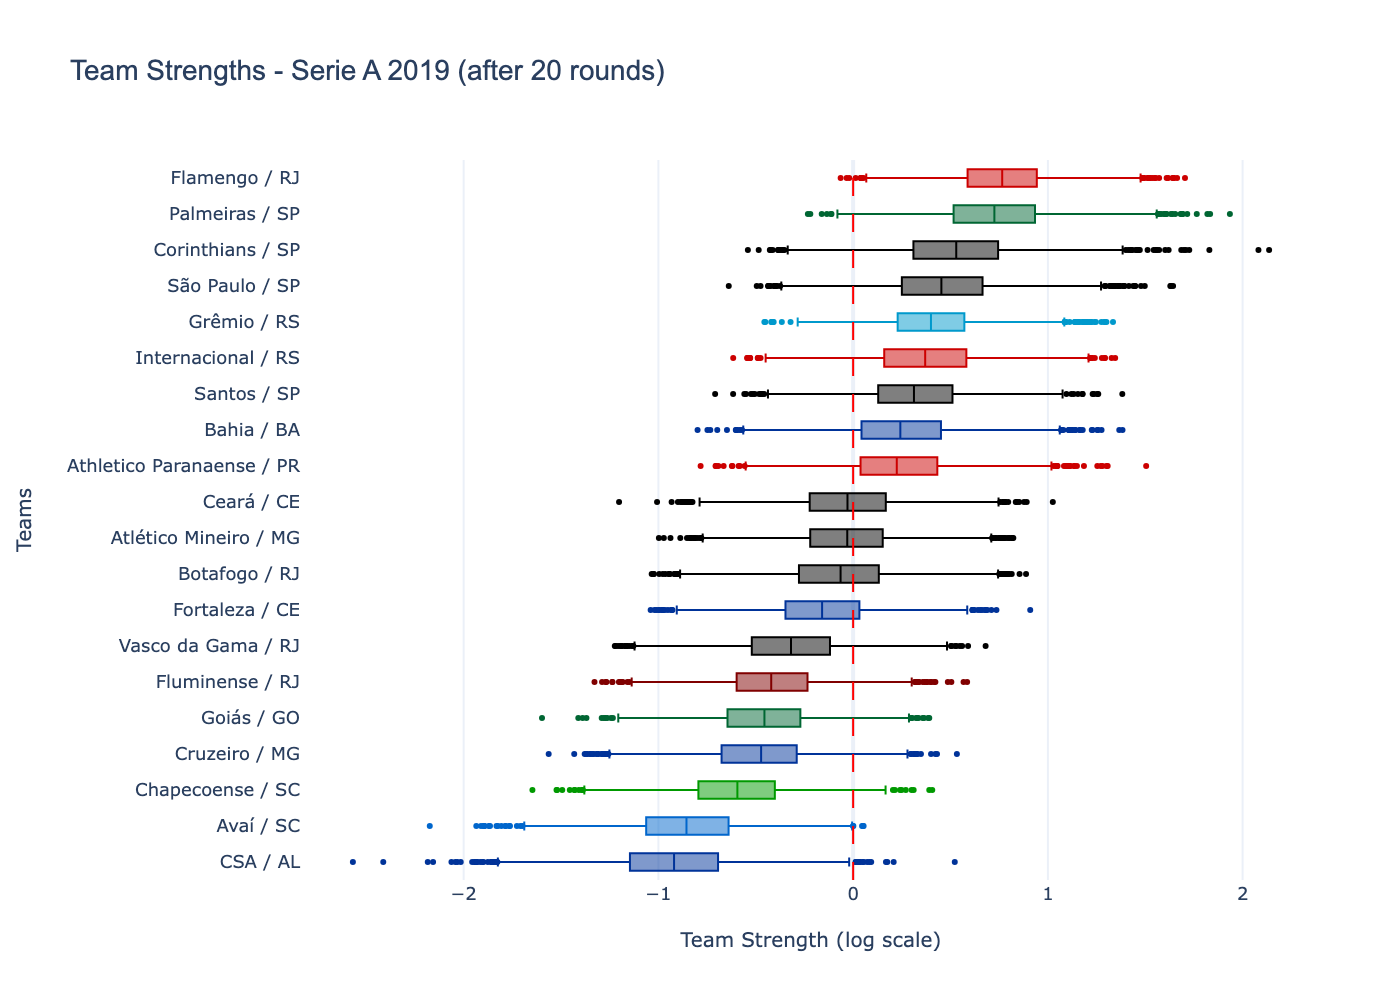 Team Strengths - Serie A 2019 (after 20 rounds)
Flamengo / RJ
Palmeiras / SP
Corinthians / SP
São Paulo / SP
Grêmio / RS
Internacional / RS
Santos / SP
Bahia / BA
Athletico Paranaense / PR
Ceará / CE
Atlético Mineiro / MG
Botafogo / RJ
Fortaleza / CE
Vasco da Gama / RJ
Fluminense / RJ
Goiás / GO
Cruzeiro / MG
Chapecoense / SC
Avaí / SC
CSA / AL
Teams
−2 −1 0 1 2
Team Strength (log scale)